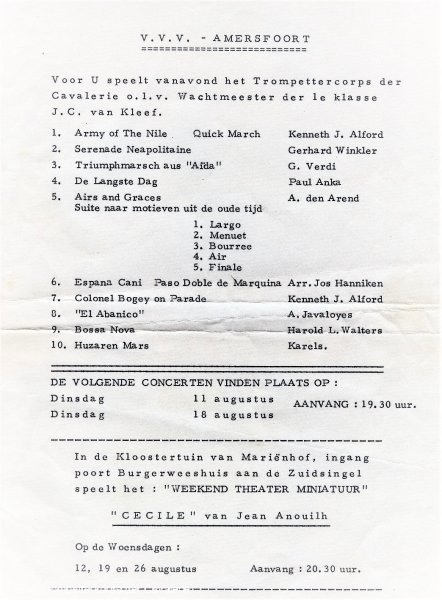 V.V.V. - AMERSFOORT
Voor U speelt vanavond het Trompettercorps der
Cavalerie o.l.v. Wachtmeester der 1e klasse
J.C. van Kleef.
1. Army of The Nile Quick March Kenneth J. Alford
2. Serenade Neapolitaine Gerhard Winkler
3. Triumphmarsch aus "Aïda" G. Verdi
4. De Langste Dag Paul Anka
5. Airs and Graces A. den Arend
Suite naar motieven uit de oude tijd
1. Largo
2. Menuet
3. Bourree
4. Air
5. Finale
6. Espana Cani Paso Doble de Marquina Arr. Jos Hanniken
7. Colonel Bogey on Parade Kenneth J. Alford
8. "El Abanico" A. Javaloyes
9. Bossa Nova Harold L. Walters
10. Huzaren Mars Karels.
DE VOLGENDE CONCERTEN VINDEN PLAATS OP :
Dinsdag 11 augustus AANVANG : 19.30 uur.
Dinsdag 18 augustus
In de Kloostertuin van Mariënhof, ingang
poort Burgerweeshuis aan de Zuidsingel
speelt het : "WEEKEND THEATER MINIATUUR"
"CECILE" van Jean Anouilh
Op de Woensdagen :
12, 19 en 26 augustus Aanvang : 20.30 uur.